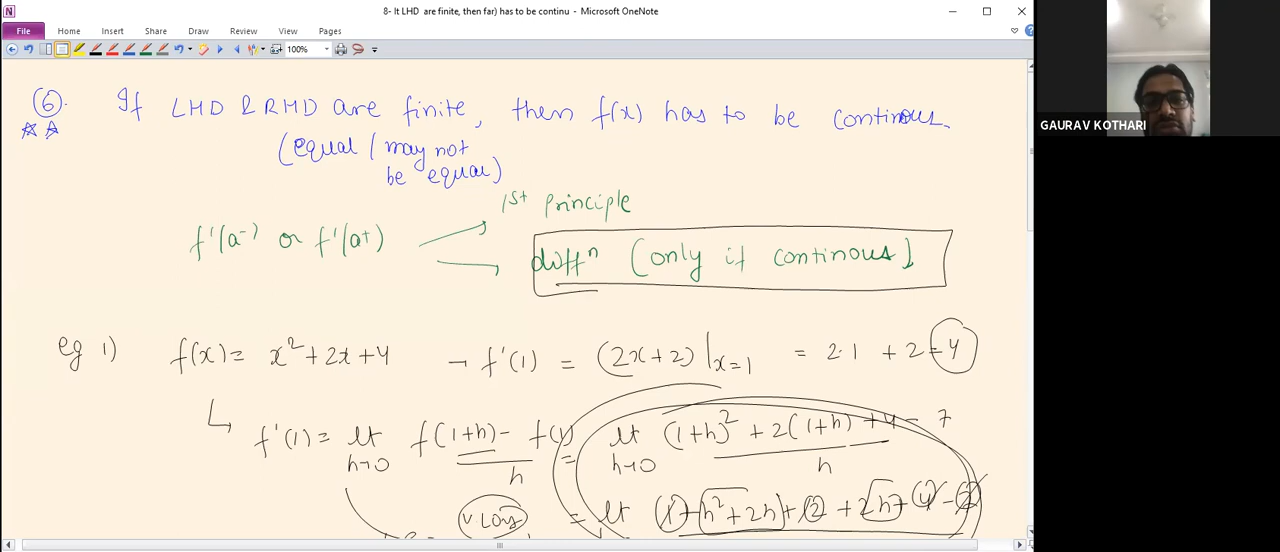 8- It LHD are finite, then far) has to be continu - Microsoft OneNote
File Home Insert Share Draw Review View Pages
100%
GAURAV KOTHARI
(6). If LHD & RHD are finite, then f(x) has to be continous.
(equal / may not
be equal)
1st principle
f'(a-) or f'(a+)
diffn (only if continous)
eg 1) f(x) = x²+2x+4 → f'(1) = (2x+2)|x=1 = 2.1 + 2 = 4
f'(1) = lt h→0 f(1+h) - f(1) / h = lt h→0 (1+h)² + 2(1+h) + 4 - 7 / h
= lt (1+h²+2h)+2+2h+4-7